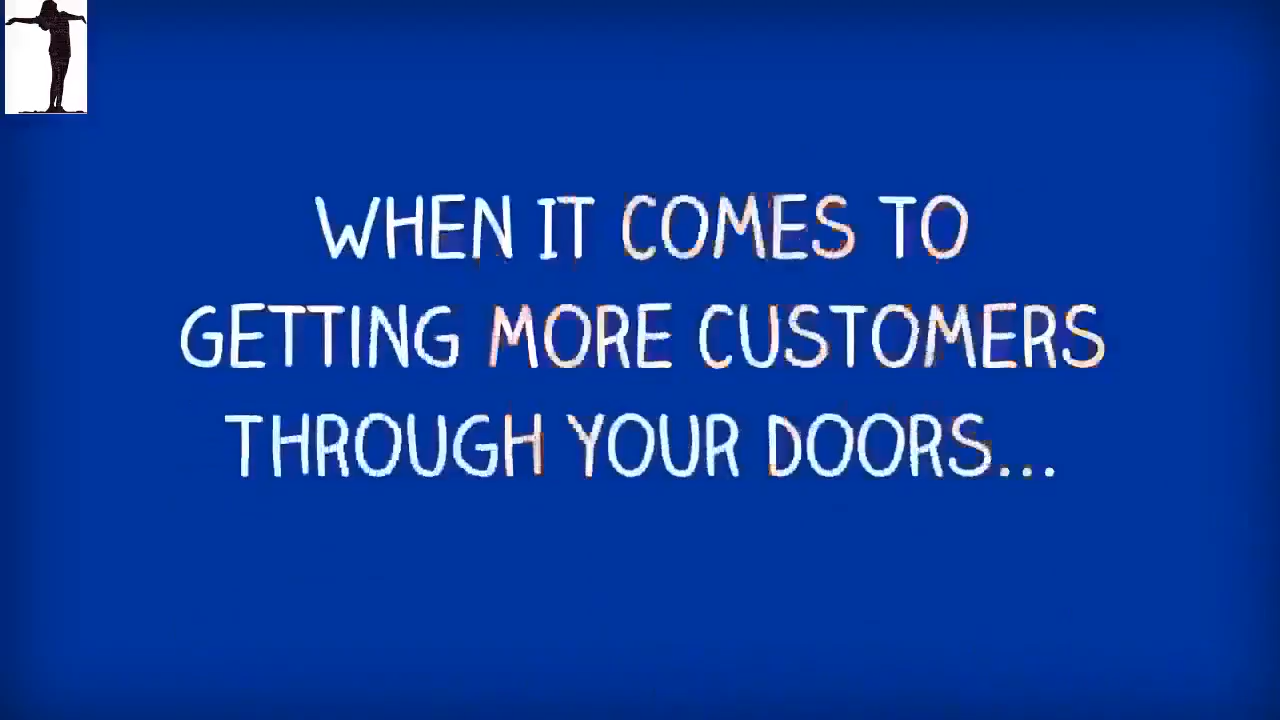 WHEN IT COMES TO
GETTING MORE CUSTOMERS
THROUGH YOUR DOORS...